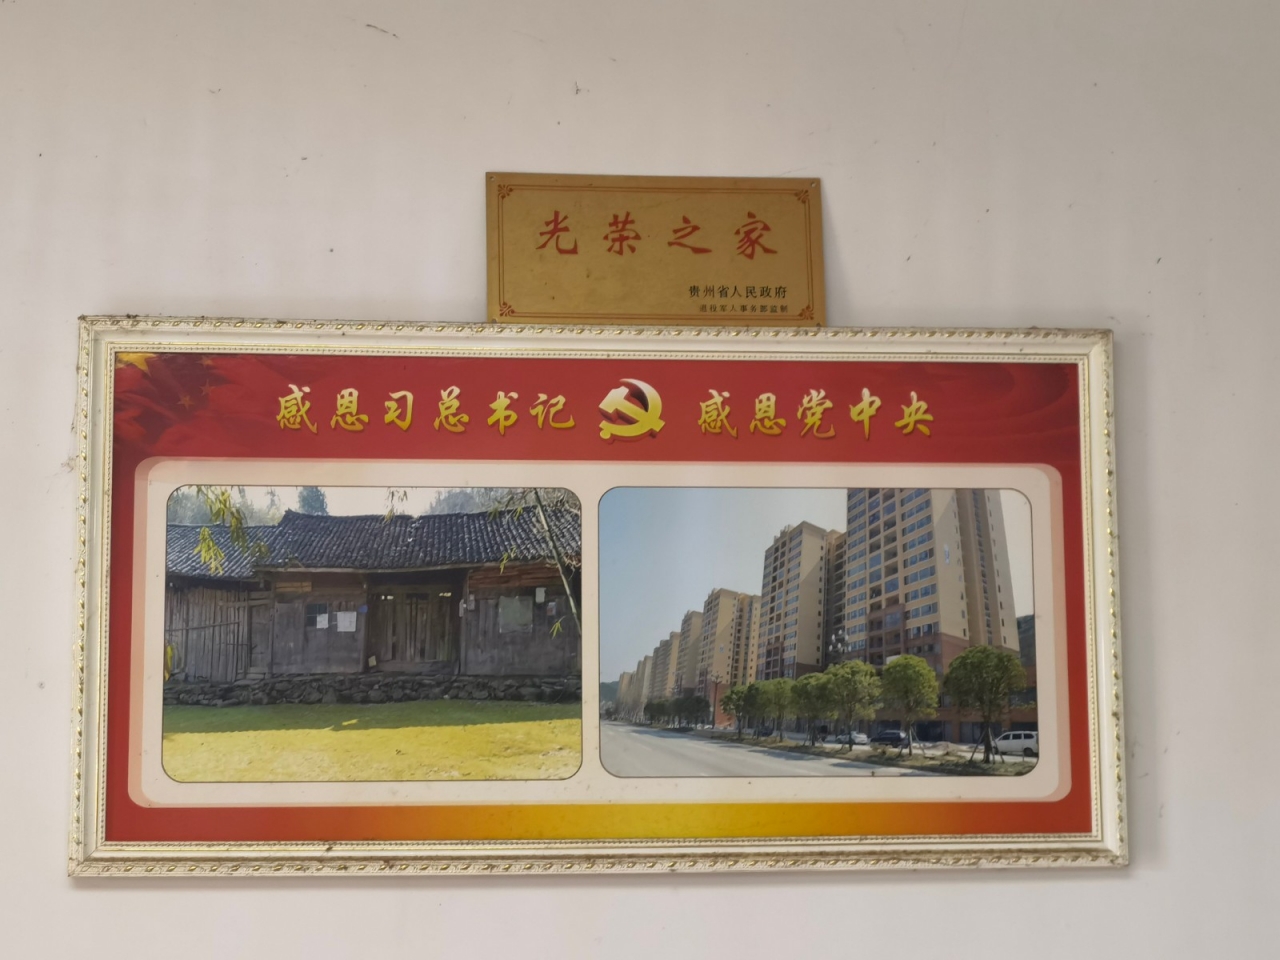 光荣之家
贵州省人民政府
退役军人事务部监制
感恩习总书记 感恩党中央